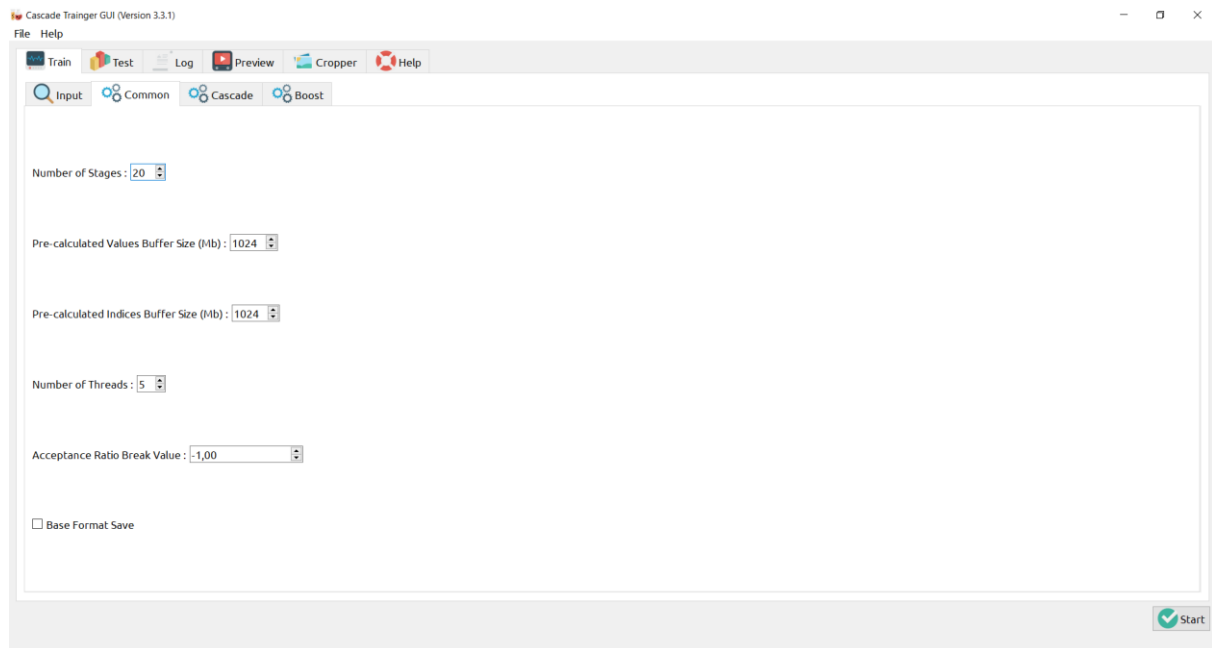 Cascade Trainger GUI (Version 3.3.1)
File Help
Train Test Log Preview Cropper Help
Input Common Cascade Boost
Number of Stages : 20
Pre-calculated Values Buffer Size (Mb) : 1024
Pre-calculated Indices Buffer Size (Mb) : 1024
Number of Threads : 5
Acceptance Ratio Break Value : -1,00
Base Format Save
Start